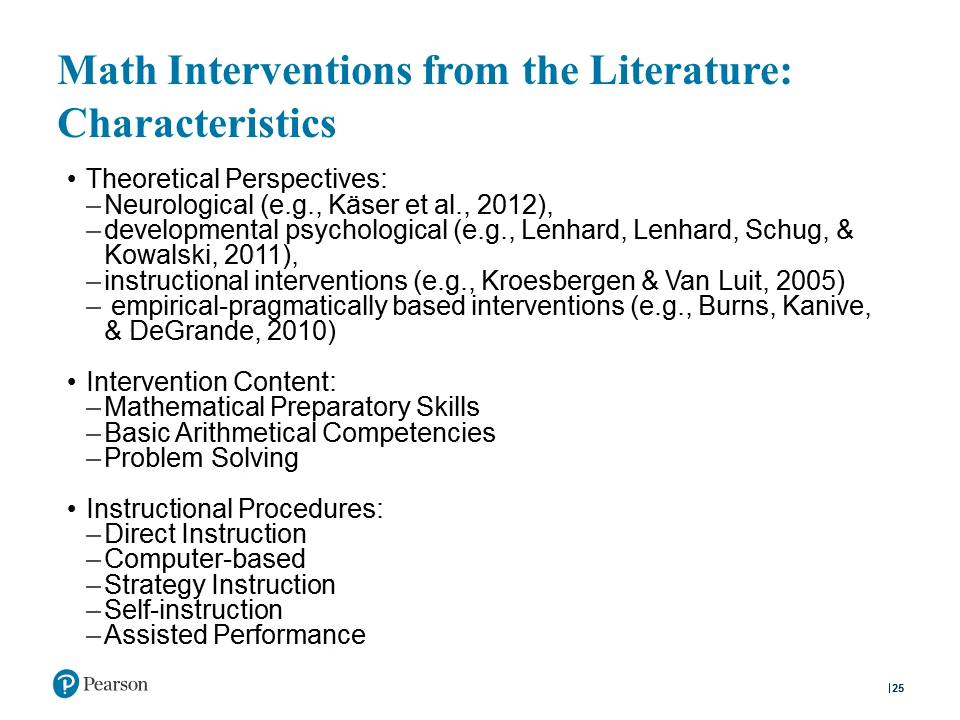 Math Interventions from the Literature:
Characteristics
• Theoretical Perspectives:
–Neurological (e.g., Käser et al., 2012),
–developmental psychological (e.g., Lenhard, Lenhard, Schug, &
Kowalski, 2011),
–instructional interventions (e.g., Kroesbergen & Van Luit, 2005)
– empirical-pragmatically based interventions (e.g., Burns, Kanive,
& DeGrande, 2010)
• Intervention Content:
–Mathematical Preparatory Skills
–Basic Arithmetical Competencies
–Problem Solving
• Instructional Procedures:
–Direct Instruction
–Computer-based
–Strategy Instruction
–Self-instruction
–Assisted Performance
P Pearson
|25